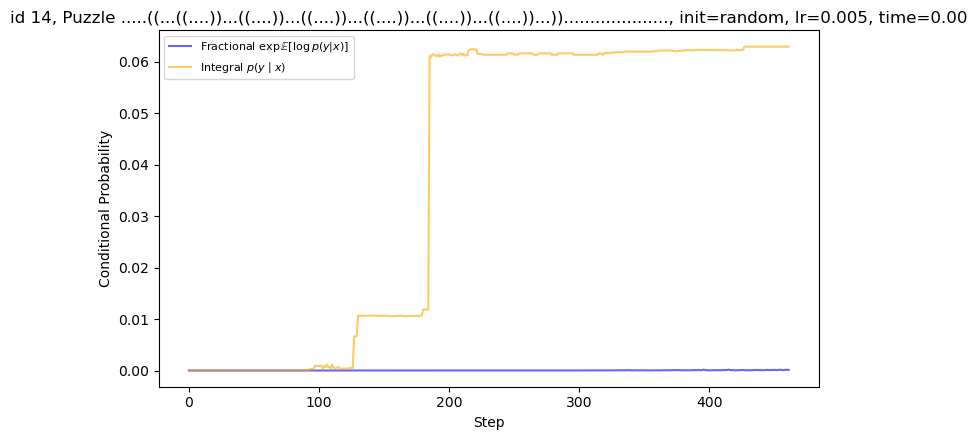 id 14, Puzzle .....((...((....))...((....))...((....))...((....))...((....))...((....))...))....................., init=random, lr=0.005, time=0.00
Fractional exp𝔼[log p(y|x)]
Integral p(y | x)
Conditional Probability
0.06
0.05
0.04
0.03
0.02
0.01
0.00
0 100 200 300 400
Step